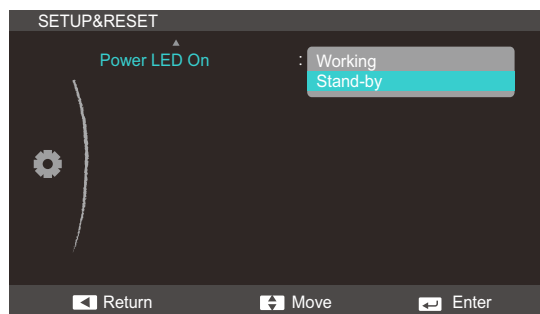 SETUP&RESET
Power LED On : Working
Stand-by
Return Move Enter